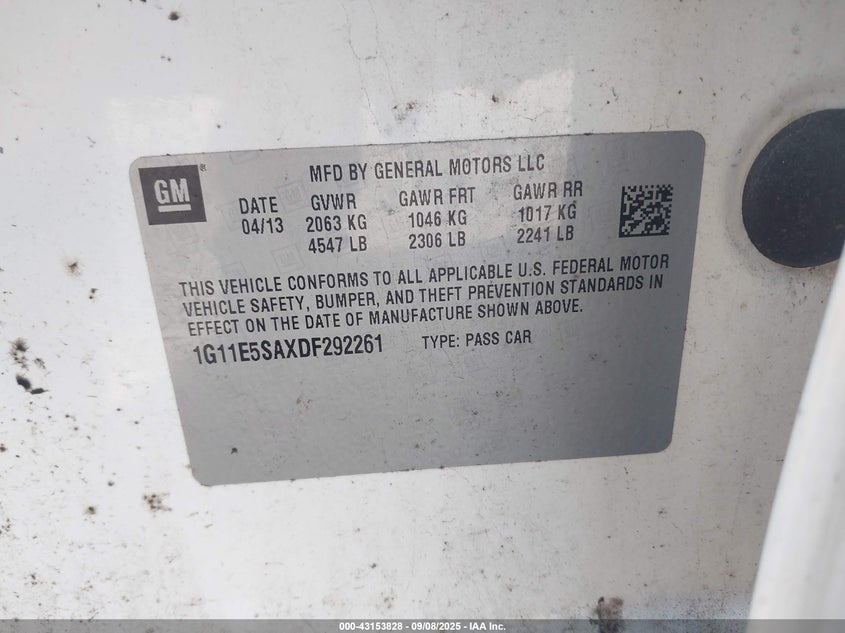 GM
MFD BY GENERAL MOTORS LLC
DATE GVWR GAWR FRT GAWR RR
04/13 2063 KG 1046 KG 1017 KG
4547 LB 2306 LB 2241 LB
THIS VEHICLE CONFORMS TO ALL APPLICABLE U.S. FEDERAL MOTOR
VEHICLE SAFETY, BUMPER, AND THEFT PREVENTION STANDARDS IN
EFFECT ON THE DATE OF MANUFACTURE SHOWN ABOVE.
1G11E5SAXDF292261 TYPE: PASS CAR
000-43153828 - 09/08/2025 - IAA Inc.